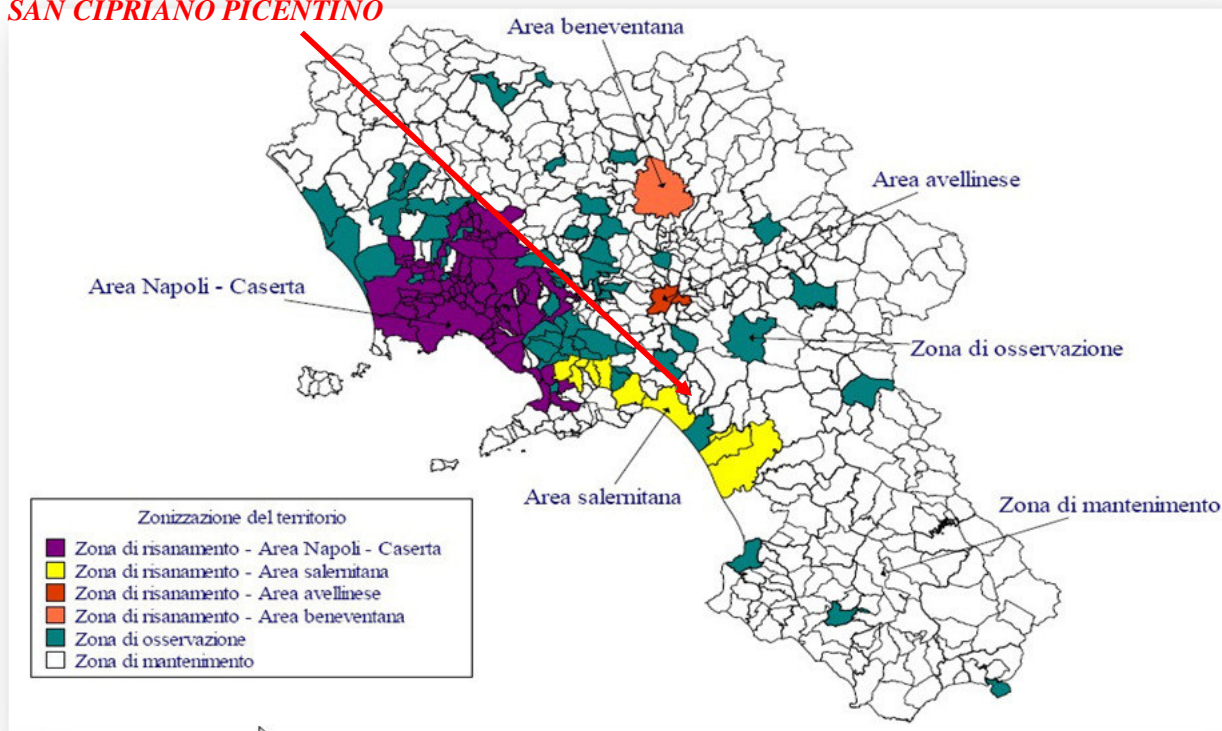 SAN CIPRIANO PICENTINO
Area beneventana
Area avellinese
Area Napoli - Caserta
Zona di osservazione
Area salernitana
Zona di mantenimento
Zonizzazione del territorio
Zona di risanamento - Area Napoli - Caserta
Zona di risanamento - Area salernitana
Zona di risanamento - Area avellinese
Zona di risanamento - Area beneventana
Zona di osservazione
Zona di mantenimento